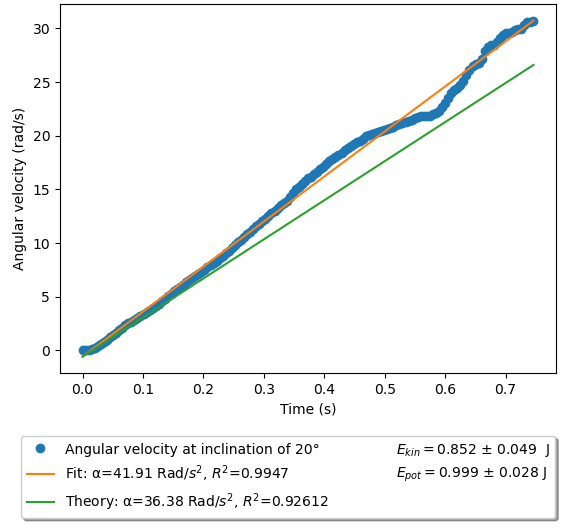 30
25
20
15
10
5
0
Angular velocity (rad/s)
0.0 0.1 0.2 0.3 0.4 0.5 0.6 0.7
Time (s)
Angular velocity at inclination of 20° E_kin = 0.852 ± 0.049 J
Fit: α=41.91 Rad/s², R²=0.9947 E_pot = 0.999 ± 0.028 J
Theory: α=36.38 Rad/s², R²=0.92612